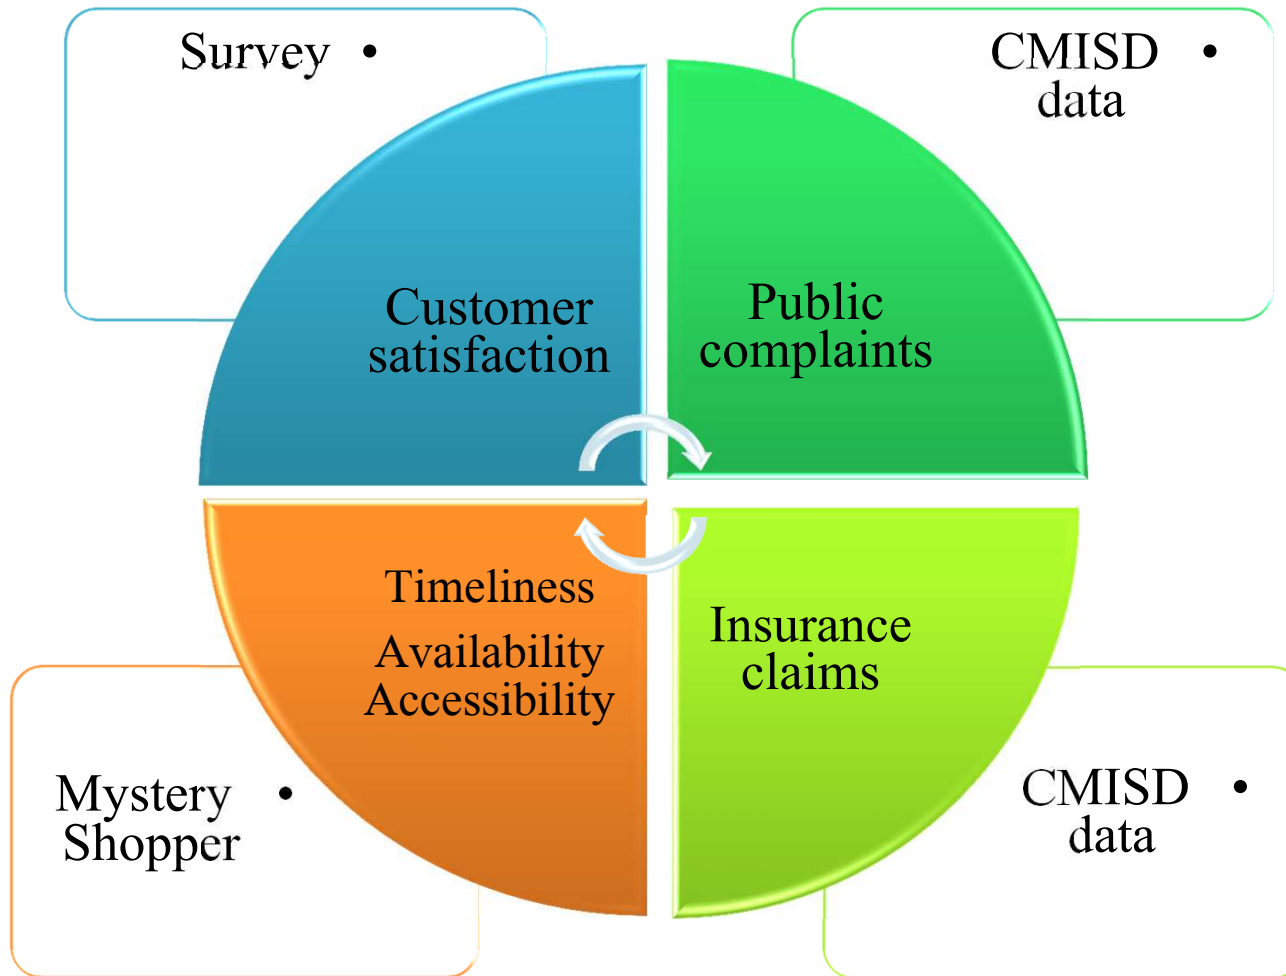 Survey •
CMISD •
data
Customer
satisfaction
Public
complaints
Timeliness
Availability
Accessibility
Insurance
claims
Mystery •
Shopper
CMISD •
data